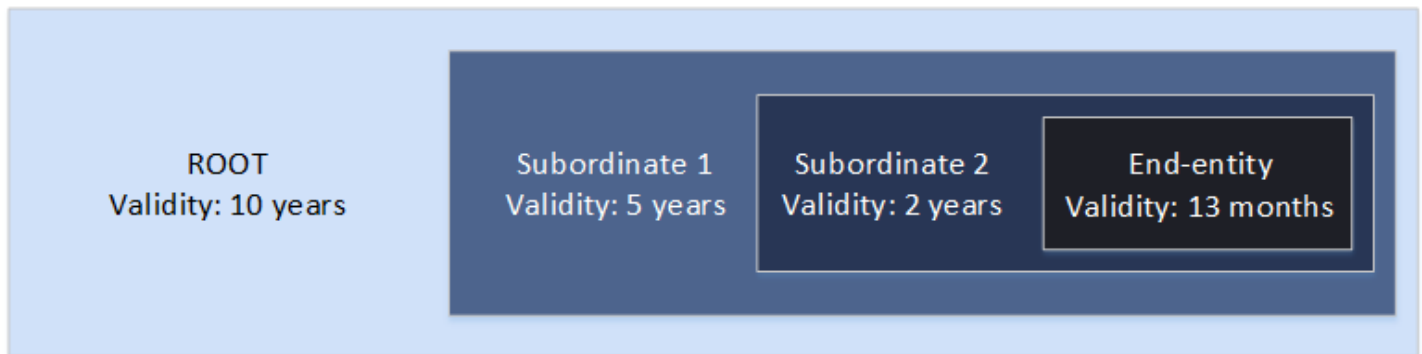 ROOT
Validity: 10 years
Subordinate 1
Validity: 5 years
Subordinate 2
Validity: 2 years
End-entity
Validity: 13 months